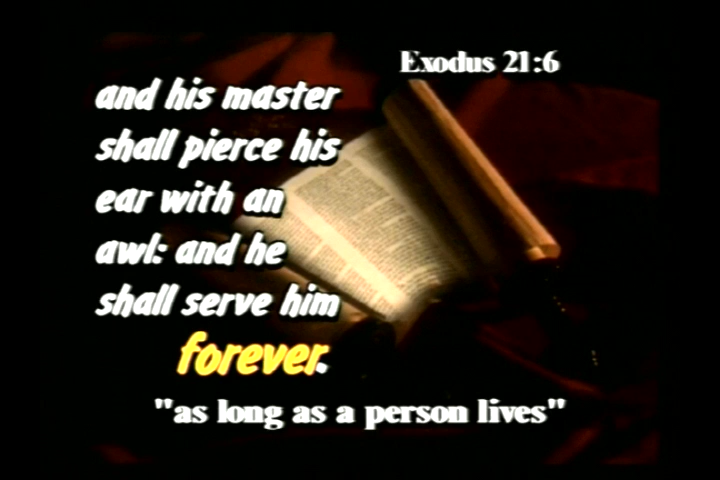 Exodus 21:6
and his master
shall pierce his
ear with an
awl: and he
shall serve him
forever.
"as long as a person lives"